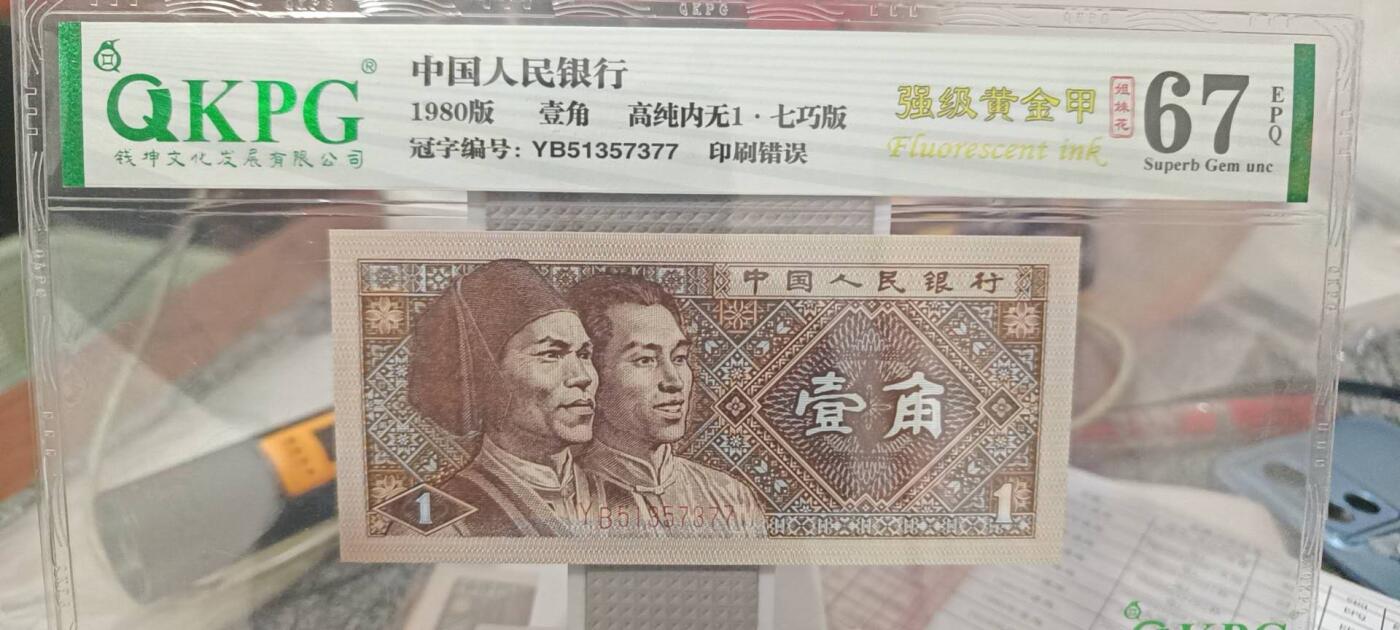 QKPG®
钱坤文化发展有限公司
中国人民银行
1980版 壹角 高纯内无1·七巧版
冠字编号: YB51357377 印刷错误
强级黄金甲
Fluorescent ink
姐妹花
67
EPQ
Superb Gem unc
中国人民银行
壹角
1
YB51357377
1
QKPG